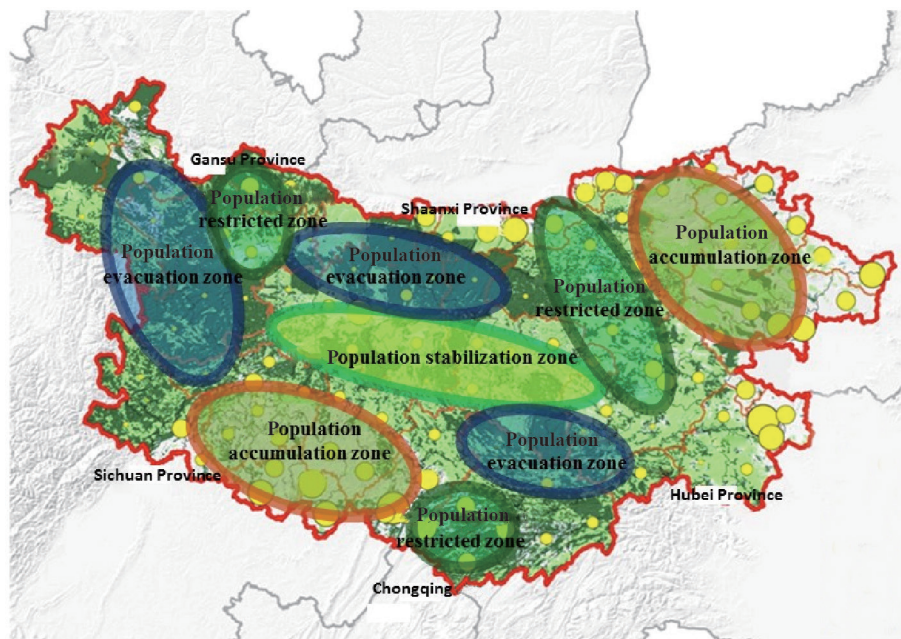 Gansu Province
Population
restricted zone
Shaanxi Province
Population
accumulation zone
Population
evacuation zone
Population
evacuation zone
Population
restricted zone
Population stabilization zone
Population
accumulation zone
Population
evacuation zone
Sichuan Province
Hubei Province
Population
restricted zone
Chongqing